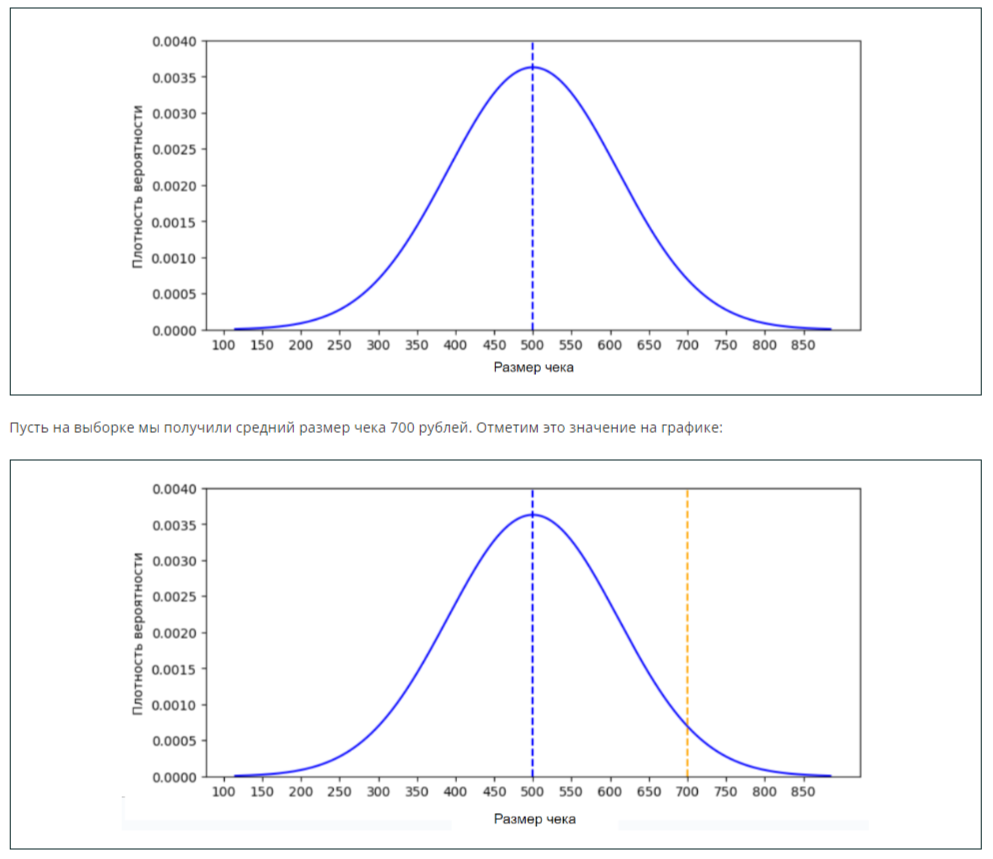 0.0040
0.0035
0.0030
0.0025
0.0020
0.0015
0.0010
0.0005
0.0000
Плотность вероятности
100 150 200 250 300 350 400 450 500 550 600 650 700 750 800 850
Размер чека
Пусть на выборке мы получили средний размер чека 700 рублей. Отметим это значение на графике:
0.0040
0.0035
0.0030
0.0025
0.0020
0.0015
0.0010
0.0005
0.0000
Плотность вероятности
100 150 200 250 300 350 400 450 500 550 600 650 700 750 800 850
Размер чека